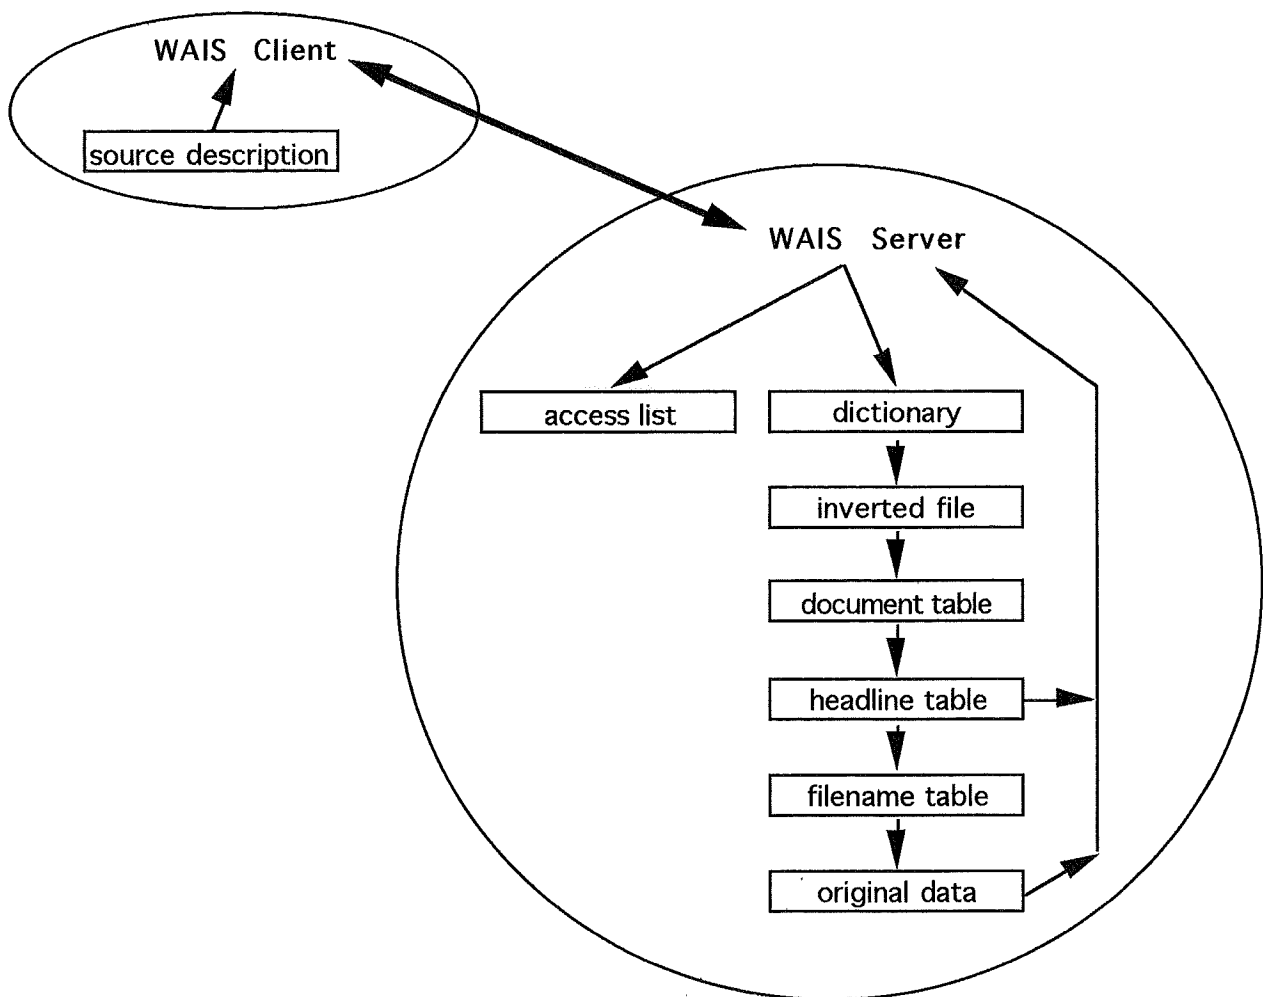 WAIS Client
source description
WAIS Server
access list
dictionary
inverted file
document table
headline table
filename table
original data